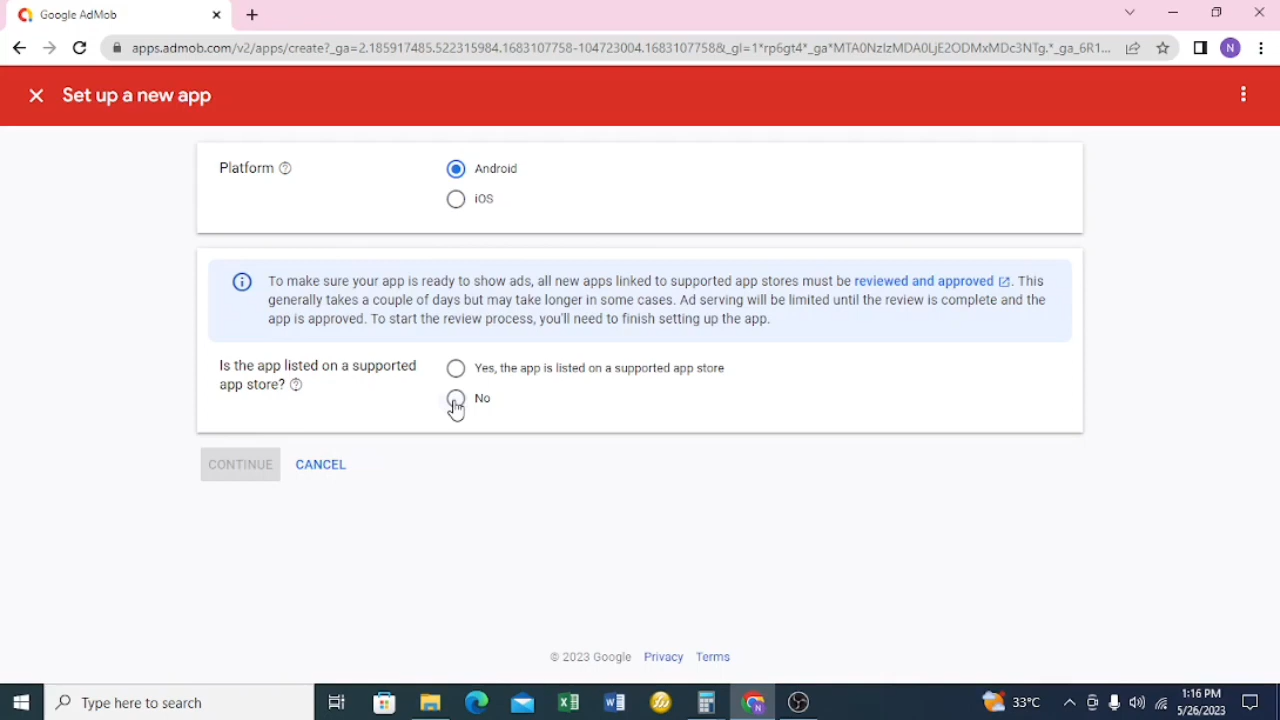 Google AdMob
apps.admob.com/v2/apps/create?_ga=2.185917485.522315984.1683107758-104723004.1683107758&_gl=1*rp6gt4*_ga*MTA0NzIzMDA0LjE2ODMxMDc3NTg.*_ga_6R1...
N
Set up a new app
Platform
Android
iOS
To make sure your app is ready to show ads, all new apps linked to supported app stores must be reviewed and approved. This
generally takes a couple of days but may take longer in some cases. Ad serving will be limited until the review is complete and the
app is approved. To start the review process, you'll need to finish setting up the app.
Is the app listed on a supported
app store?
Yes, the app is listed on a supported app store
No
CONTINUE CANCEL
© 2023 Google Privacy Terms
Type here to search
33°C
1:16 PM
5/26/2023